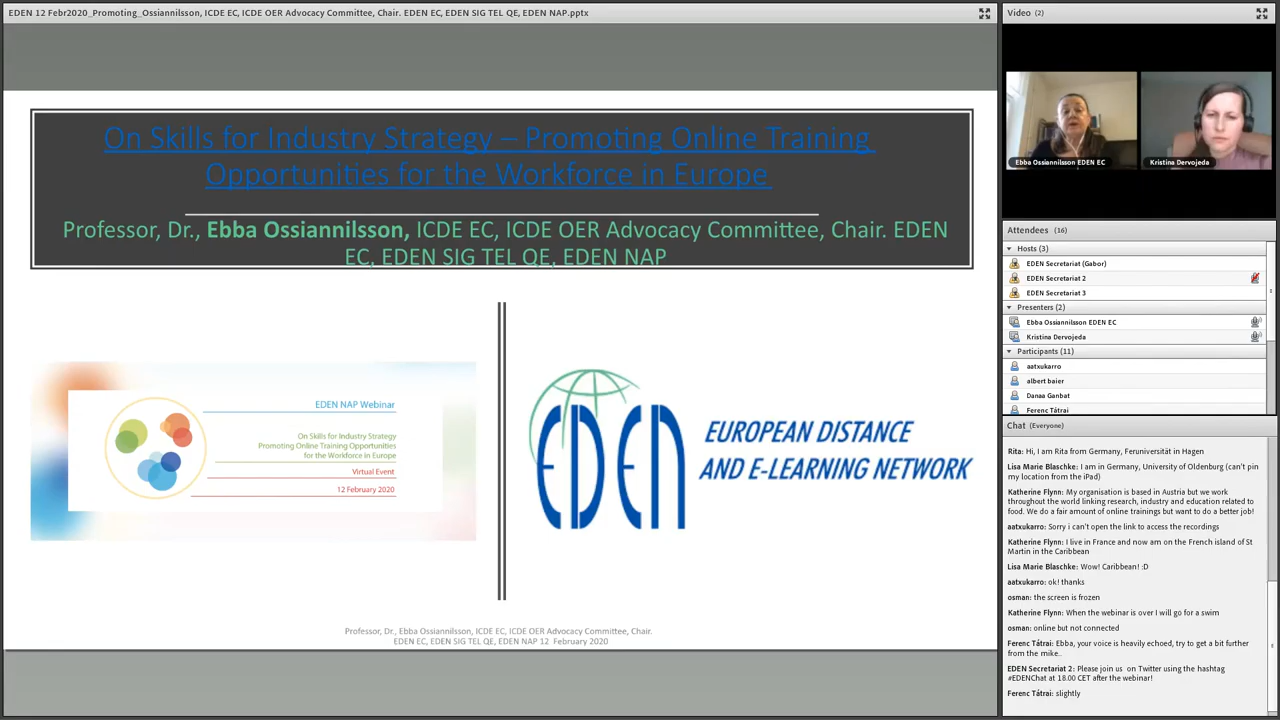 EDEN 12 Febr2020_Promoting_Ossiannilsson, ICDE EC, ICDE OER Advocacy Committee, Chair. EDEN EC, EDEN SIG TEL QE, EDEN NAP.pptx
On Skills for Industry Strategy – Promoting Online Training
Opportunities for the Workforce in Europe
Professor, Dr., Ebba Ossiannilsson, ICDE EC, ICDE OER Advocacy Committee, Chair. EDEN
EC, EDEN SIG TEL QE, EDEN NAP
EDEN NAP Webinar
On Skills for Industry Strategy
Promoting Online Training Opportunities
for the Workforce in Europe
Virtual Event
12 February 2020
EDEN
EUROPEAN DISTANCE
AND E-LEARNING NETWORK
Professor, Dr., Ebba Ossiannilsson, ICDE EC, ICDE OER Advocacy Committee, Chair.
EDEN EC, EDEN SIG TEL QE, EDEN NAP 12 February 2020
Video (2)
Ebba Ossiannilsson EDEN EC
Kristina Dervojeda
Attendees (16)
Hosts (3)
EDEN Secretariat (Gabor)
EDEN Secretariat 2
EDEN Secretariat 3
Presenters (2)
Ebba Ossiannilsson EDEN EC
Kristina Dervojeda
Participants (11)
aatxukarro
albert baier
Danaa Ganbat
Ferenc Tátrai
Chat (Everyone)
Rita: Hi, I am Rita from Germany, Feruniversität in Hagen
Lisa Marie Blaschke: I am in Germany, University of Oldenburg (can't pin
my location from the iPad)
Katherine Flynn: My organisation is based in Austria but we work
throughout the world linking research, industry and education related to
food. We do a fair amount of online trainings but want to do a better job!
aatxukarro: Sorry i can't open the link to access the recordings
Katherine Flynn: I live in France and now am on the French island of St
Martin in the Caribbean
Lisa Marie Blaschke: Wow! Caribbean! :D
aatxukarro: ok! thanks
osman: the screen is frozen
Katherine Flynn: When the webinar is over I will go for a swim
osman: online but not connected
Ferenc Tátrai: Ebba, your voice is heavily echoed, try to get a bit further
from the mike..
EDEN Secretariat 2: Please join us on Twitter using the hashtag
#EDENChat at 18.00 CET after the webinar!
Ferenc Tátrai: slightly